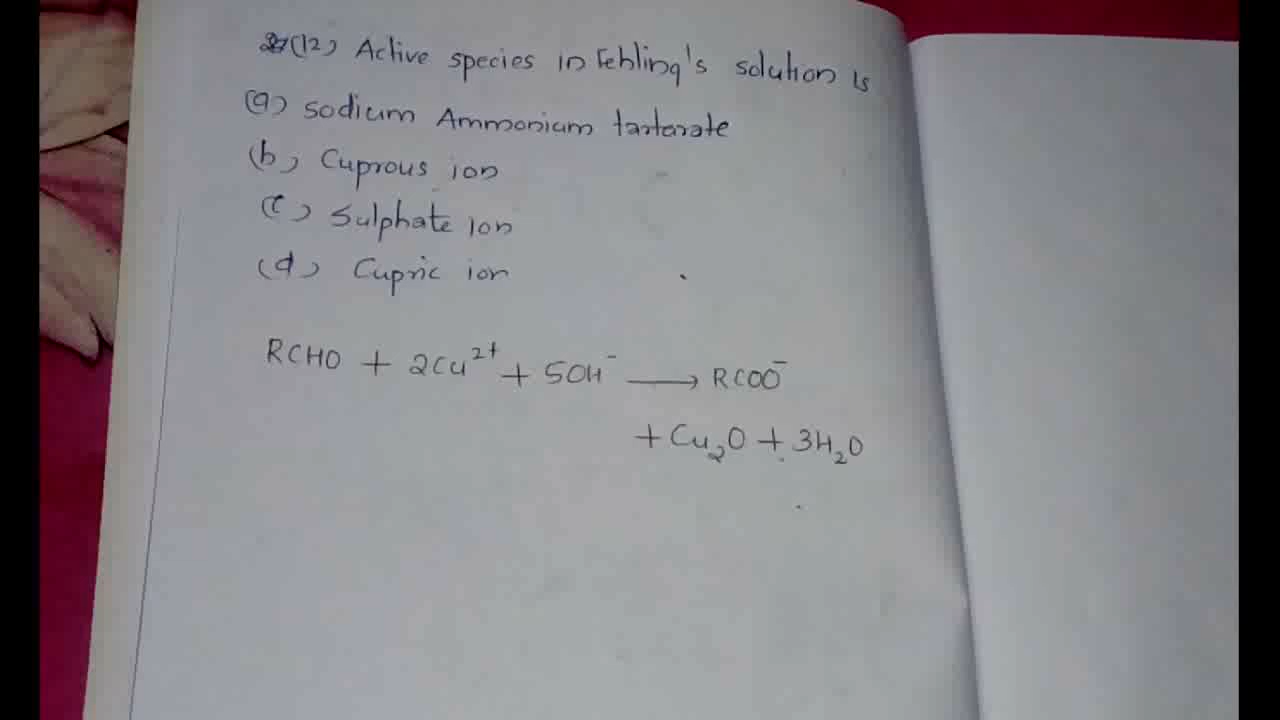 (12) Active species in Fehling's solution is
(a) Sodium Ammonium tartarate
(b) Cuprous ion
(c) Sulphate ion
(d) Cupric ion
RCHO + 2Cu²⁺ + 5OH⁻ ⟶ RCOO⁻
+ Cu₂O + 3H₂O